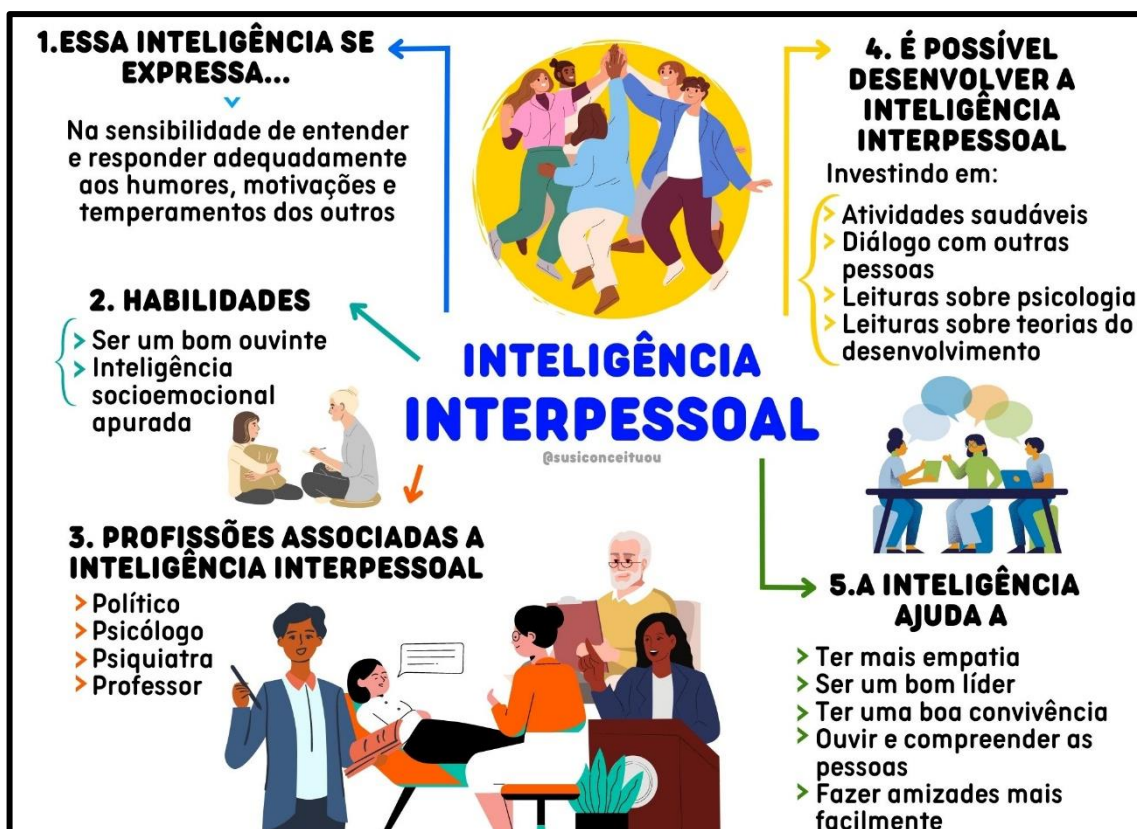 1.ESSA INTELIGÊNCIA SE
EXPRESSA...
Na sensibilidade de entender
e responder adequadamente
aos humores, motivações e
temperamentos dos outros
2. HABILIDADES
> Ser um bom ouvinte
> Inteligência
socioemocional
apurada
INTELIGÊNCIA
INTERPESSOAL
@susiconceituou
3. PROFISSÕES ASSOCIADAS A
INTELIGÊNCIA INTERPESSOAL
> Político
> Psicólogo
> Psiquiatra
> Professor
4. É POSSÍVEL
DESENVOLVER A
INTELIGÊNCIA
INTERPESSOAL
Investindo em:
> Atividades saudáveis
> Diálogo com outras
pessoas
> Leituras sobre psicologia
> Leituras sobre teorias do
desenvolvimento
5.A INTELIGÊNCIA
AJUDA A
> Ter mais empatia
> Ser um bom líder
> Ter uma boa convivência
> Ouvir e compreender as
pessoas
> Fazer amizades mais
facilmente